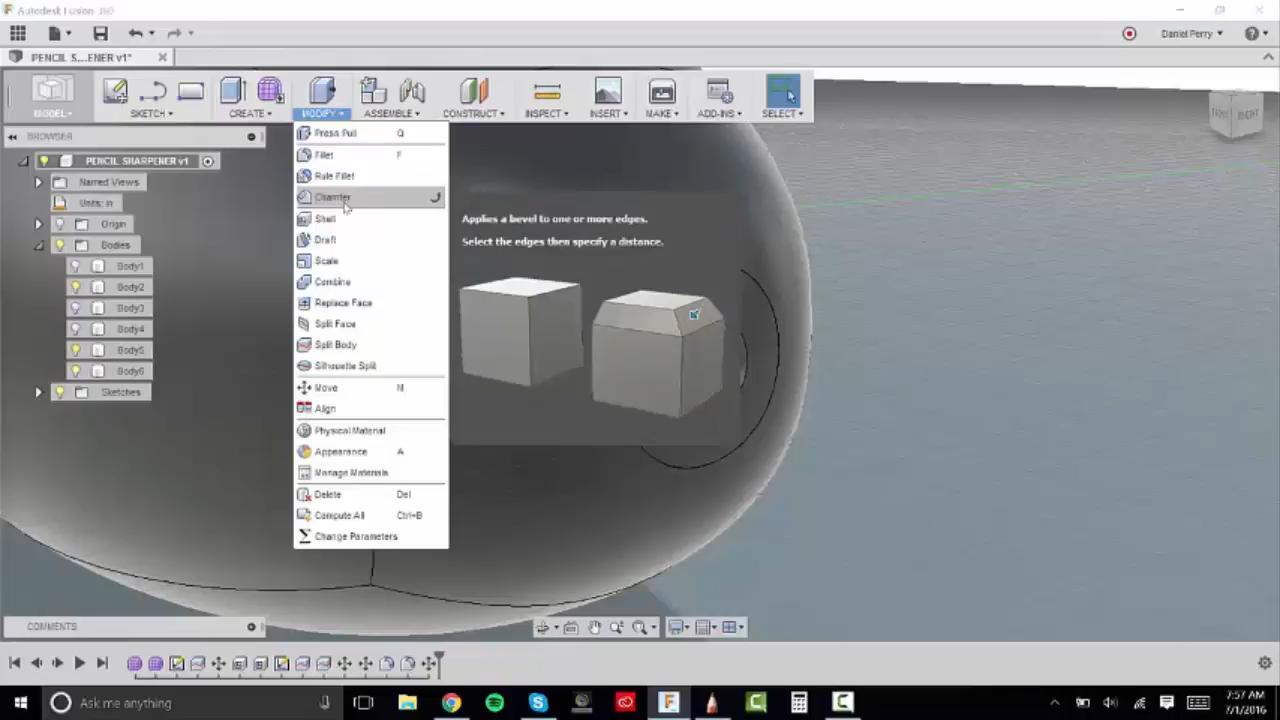 Autodesk Fusion 360
Daniel Perry
PENCIL S...ENER v1*
MODEL
SKETCH
CREATE
MODIFY
ASSEMBLE
CONSTRUCT
INSPECT
INSERT
MAKE
ADD-INS
SELECT
BROWSER
PENCIL SHARPENER v1
Named Views
Units: in
Origin
Bodies
Body1
Body2
Body3
Body4
Body5
Body6
Sketches
Press Pull Q
Fillet F
Rule Fillet
Chamfer
Shell
Draft
Scale
Combine
Replace Face
Split Face
Split Body
Silhouette Split
Move M
Align
Physical Material
Appearance A
Manage Materials
Delete Del
Compute All Ctrl+B
Change Parameters
Applies a bevel to one or more edges.
Select the edges then specify a distance.
RIGHT
COMMENTS
Ask me anything
7:57 AM
7/1/2016